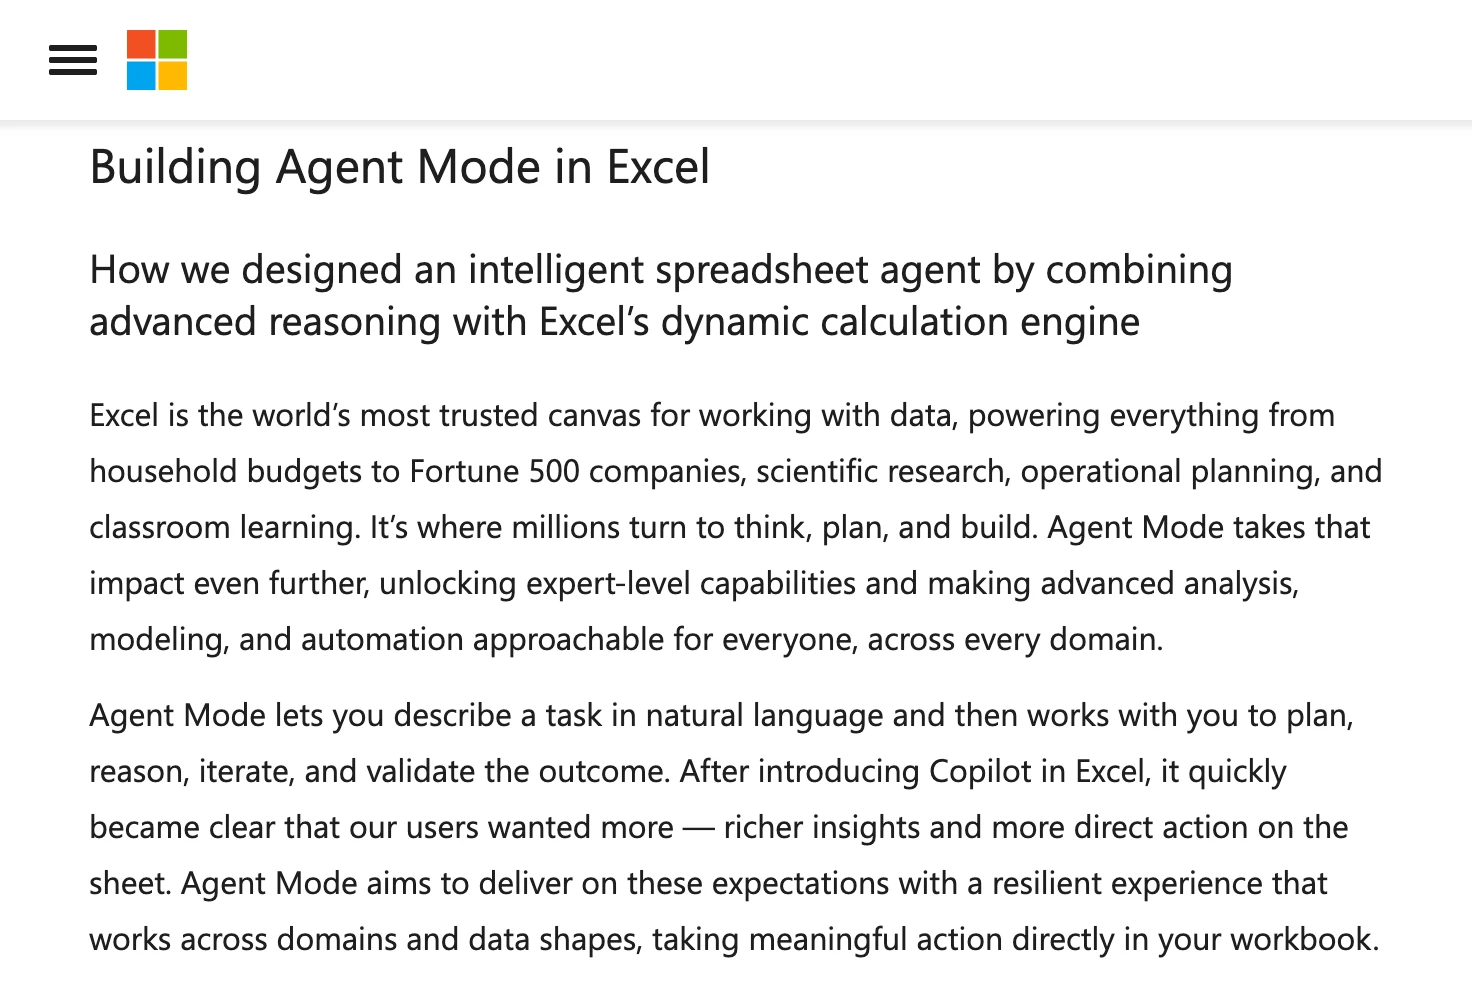 Building Agent Mode in Excel
How we designed an intelligent spreadsheet agent by combining
advanced reasoning with Excel’s dynamic calculation engine
Excel is the world’s most trusted canvas for working with data, powering everything from
household budgets to Fortune 500 companies, scientific research, operational planning, and
classroom learning. It’s where millions turn to think, plan, and build. Agent Mode takes that
impact even further, unlocking expert-level capabilities and making advanced analysis,
modeling, and automation approachable for everyone, across every domain.
Agent Mode lets you describe a task in natural language and then works with you to plan,
reason, iterate, and validate the outcome. After introducing Copilot in Excel, it quickly
became clear that our users wanted more — richer insights and more direct action on the
sheet. Agent Mode aims to deliver on these expectations with a resilient experience that
works across domains and data shapes, taking meaningful action directly in your workbook.